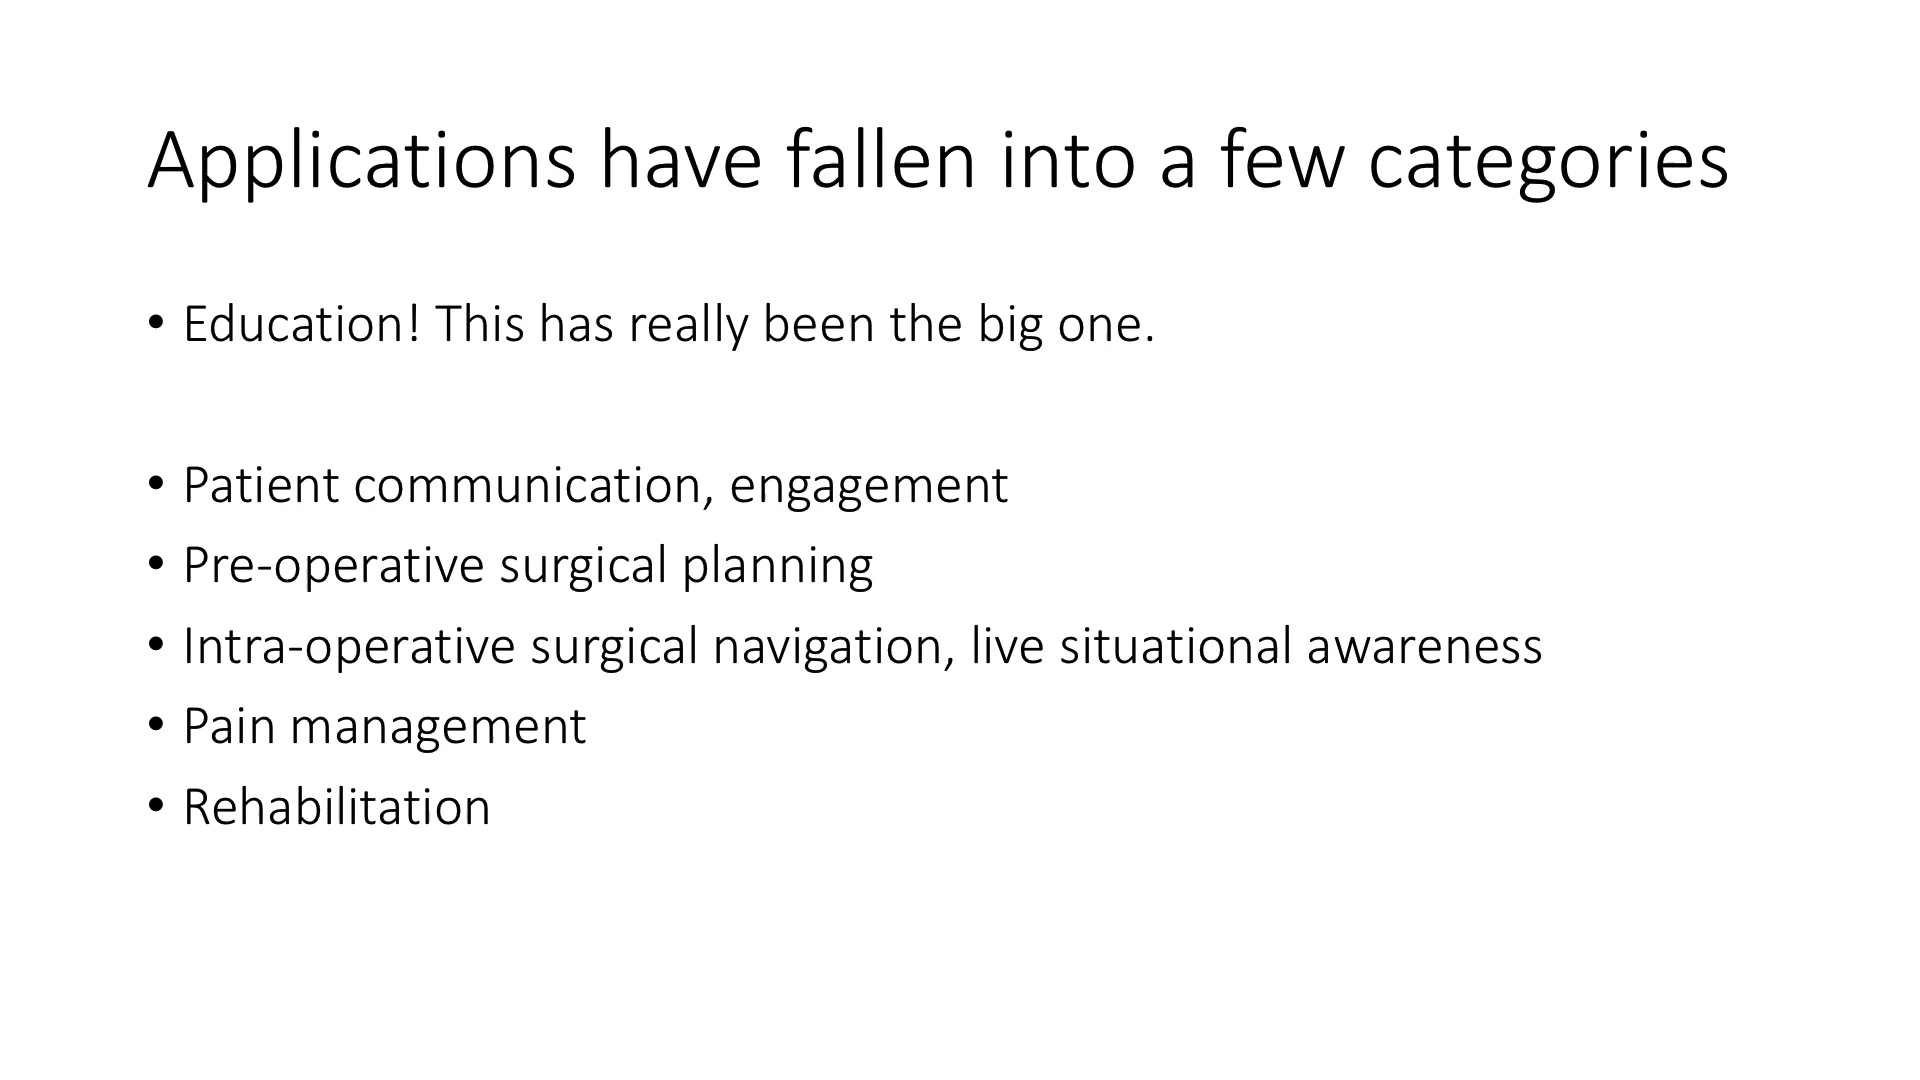 Applications have fallen into a few categories
• Education! This has really been the big one.
• Patient communication, engagement
• Pre-operative surgical planning
• Intra-operative surgical navigation, live situational awareness
• Pain management
• Rehabilitation